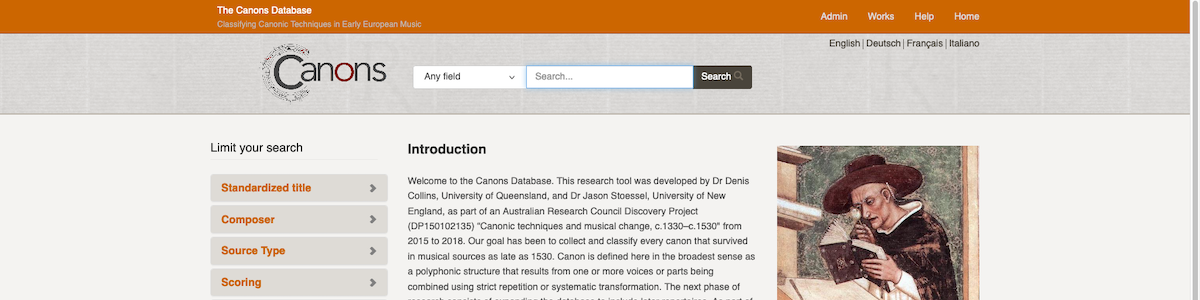 The Canons Database
Classifying Canonic Techniques in Early European Music
Admin Works Help Home
English | Deutsch | Français | Italiano
Canons
Any field
Search...
Search
Limit your search
Standardized title
Composer
Source Type
Scoring
Introduction
Welcome to the Canons Database. This research tool was developed by Dr Denis
Collins, University of Queensland, and Dr Jason Stoessel, University of New
England, as part of an Australian Research Council Discovery Project
(DP150102135) "Canonic techniques and musical change, c.1330–c.1530" from
2015 to 2018. Our goal has been to collect and classify every canon that survived
in musical sources as late as 1530. Canon is defined here in the broadest sense as
a polyphonic structure that results from one or more voices or parts being
combined using strict repetition or systematic transformation. The next phase of